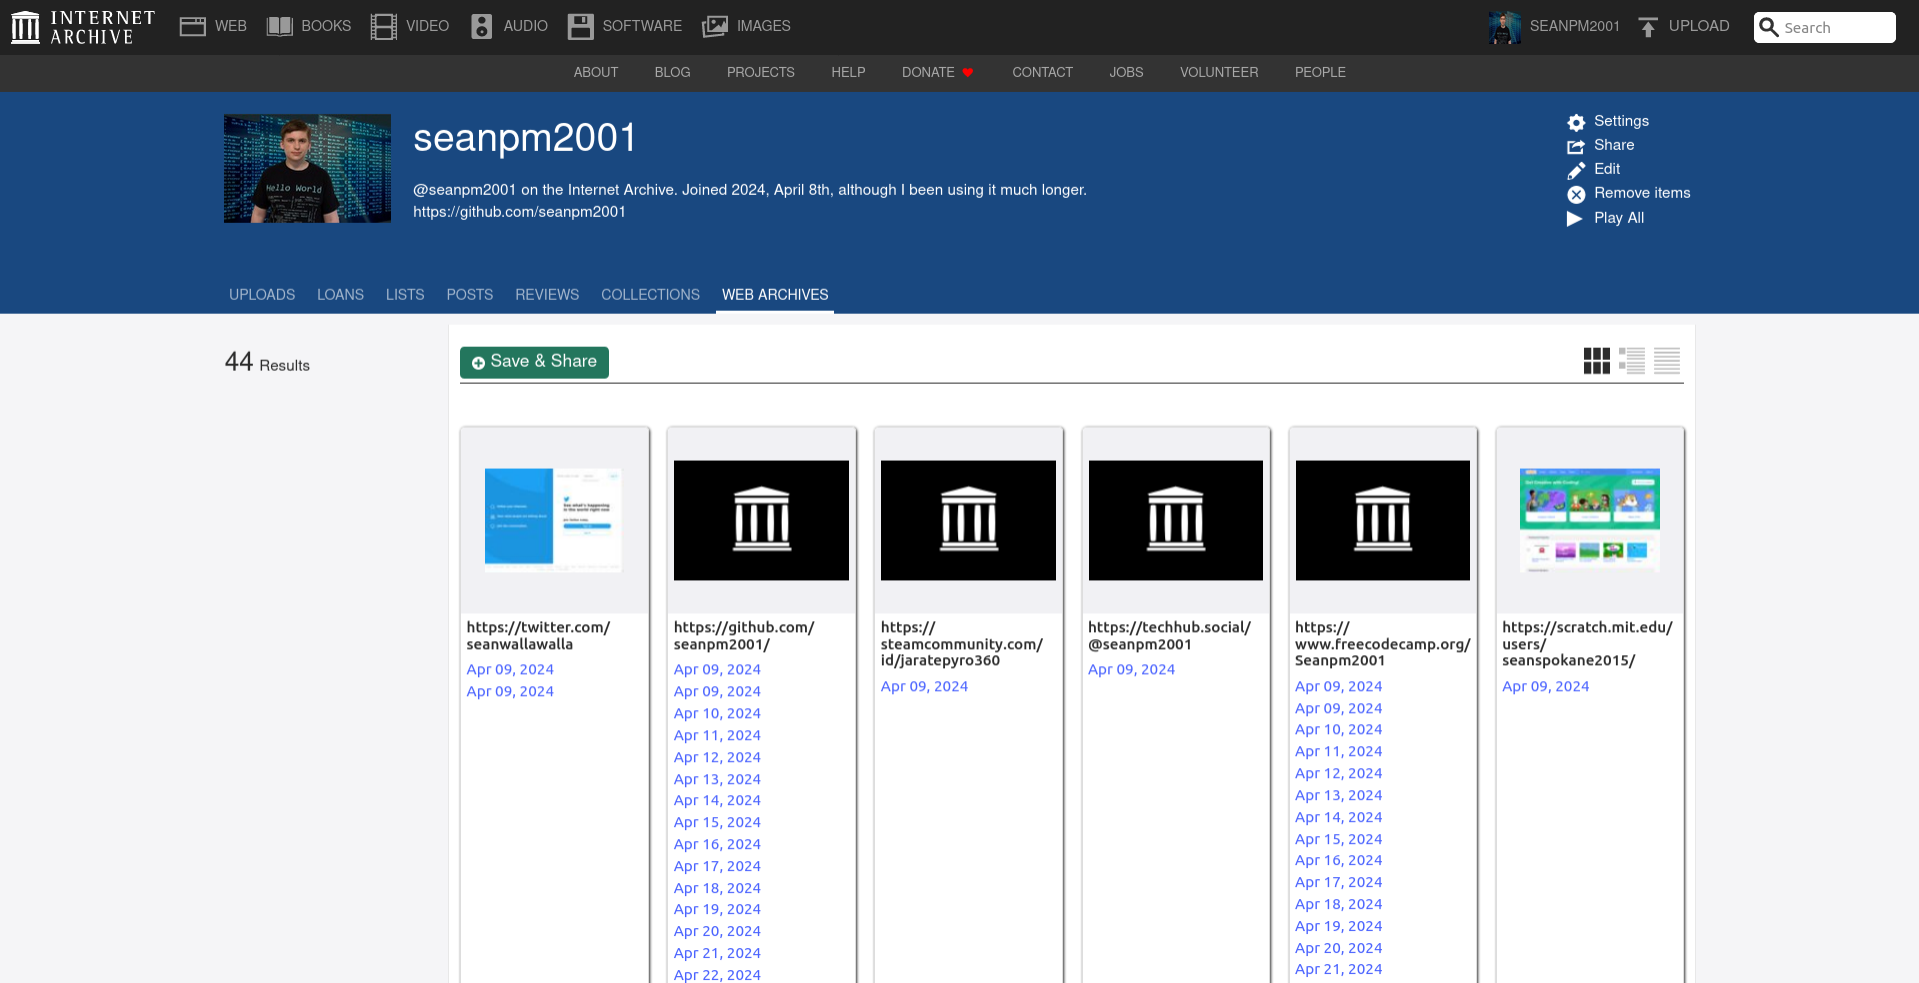 INTERNET
ARCHIVE
WEB
BOOKS
VIDEO
AUDIO
SOFTWARE
IMAGES
SEANPM2001
UPLOAD
Search
ABOUT
BLOG
PROJECTS
HELP
DONATE
CONTACT
JOBS
VOLUNTEER
PEOPLE
Hello World
seanpm2001
@seanpm2001 on the Internet Archive. Joined 2024, April 8th, although I been using it much longer.
https://github.com/seanpm2001
Settings
Share
Edit
Remove items
Play All
UPLOADS
LOANS
LISTS
POSTS
REVIEWS
COLLECTIONS
WEB ARCHIVES
44 Results
Save & Share
See what's happening
in the world right now
https://twitter.com/
seanwallawalla
Apr 09, 2024
Apr 09, 2024
https://github.com/
seanpm2001/
Apr 09, 2024
Apr 09, 2024
Apr 10, 2024
Apr 11, 2024
Apr 12, 2024
Apr 13, 2024
Apr 14, 2024
Apr 15, 2024
Apr 16, 2024
Apr 17, 2024
Apr 18, 2024
Apr 19, 2024
Apr 20, 2024
Apr 21, 2024
Apr 22, 2024
https://
steamcommunity.com/
id/jaratepyro360
Apr 09, 2024
https://techhub.social/
@seanpm2001
Apr 09, 2024
https://
www.freecodecamp.org/
Seanpm2001
Apr 09, 2024
Apr 09, 2024
Apr 10, 2024
Apr 11, 2024
Apr 12, 2024
Apr 13, 2024
Apr 14, 2024
Apr 15, 2024
Apr 16, 2024
Apr 17, 2024
Apr 18, 2024
Apr 19, 2024
Apr 20, 2024
Apr 21, 2024
https://scratch.mit.edu/
users/
seanspokane2015/
Apr 09, 2024